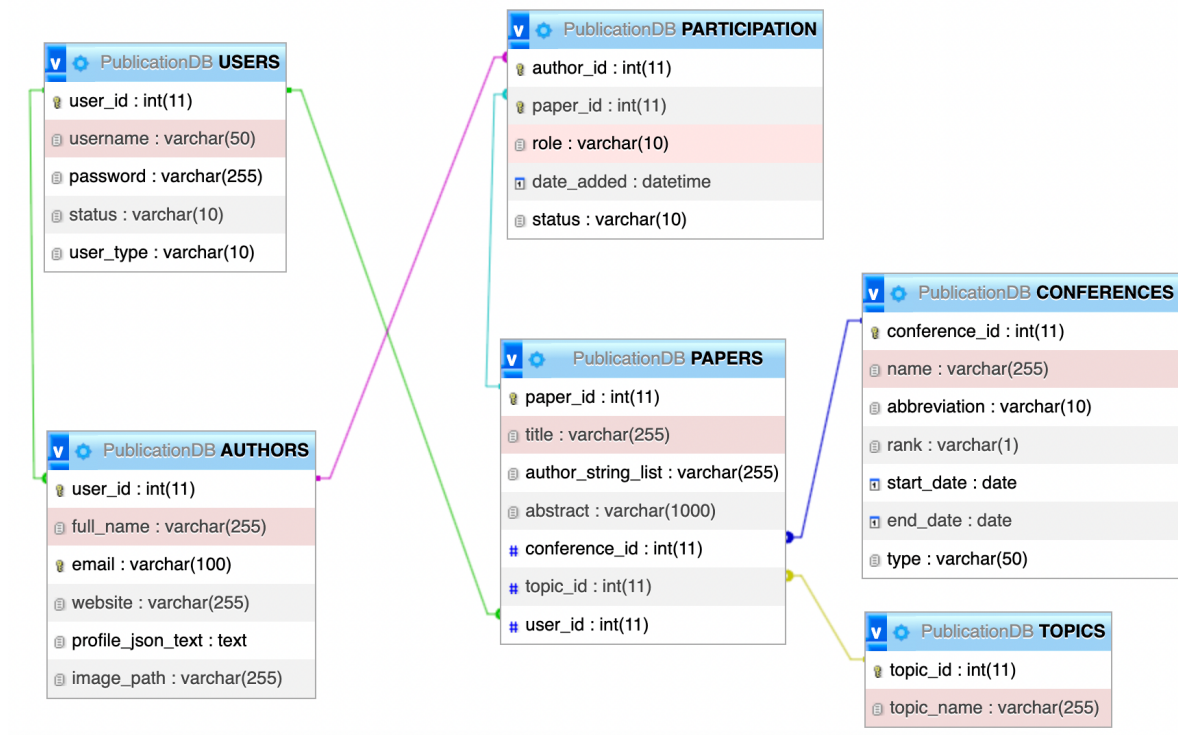 PublicationDB USERS
user_id : int(11)
username : varchar(50)
password : varchar(255)
status : varchar(10)
user_type : varchar(10)
PublicationDB PARTICIPATION
author_id : int(11)
paper_id : int(11)
role : varchar(10)
date_added : datetime
status : varchar(10)
PublicationDB AUTHORS
user_id : int(11)
full_name : varchar(255)
email : varchar(100)
website : varchar(255)
profile_json_text : text
image_path : varchar(255)
PublicationDB PAPERS
paper_id : int(11)
title : varchar(255)
author_string_list : varchar(255)
abstract : varchar(1000)
conference_id : int(11)
topic_id : int(11)
user_id : int(11)
PublicationDB CONFERENCES
conference_id : int(11)
name : varchar(255)
abbreviation : varchar(10)
rank : varchar(1)
start_date : date
end_date : date
type : varchar(50)
PublicationDB TOPICS
topic_id : int(11)
topic_name : varchar(255)